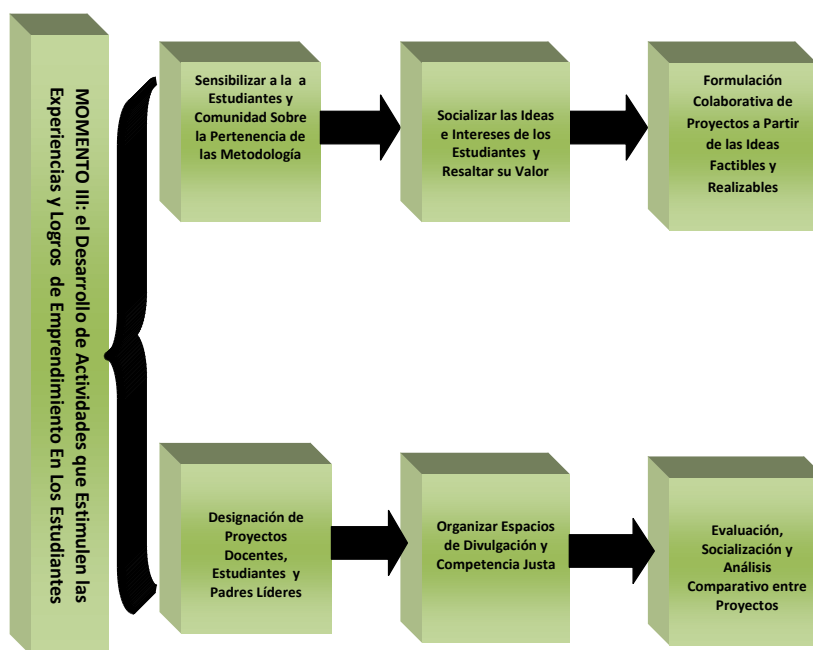 MOMENTO III: el Desarrollo de Actividades que Estimulen las
Experiencias y Logros de Emprendimiento En Los Estudiantes
Sensibilizar a la a
Estudiantes y
Comunidad Sobre
la Pertenencia de
las Metodología
Socializar las Ideas
e Intereses de los
Estudiantes y
Resaltar su Valor
Formulación
Colaborativa de
Proyectos a Partir
de las Ideas
Factibles y
Realizables
Designación de
Proyectos
Docentes,
Estudiantes y
Padres Líderes
Organizar Espacios
de Divulgación y
Competencia Justa
Evaluación,
Socialización y
Análisis
Comparativo entre
Proyectos